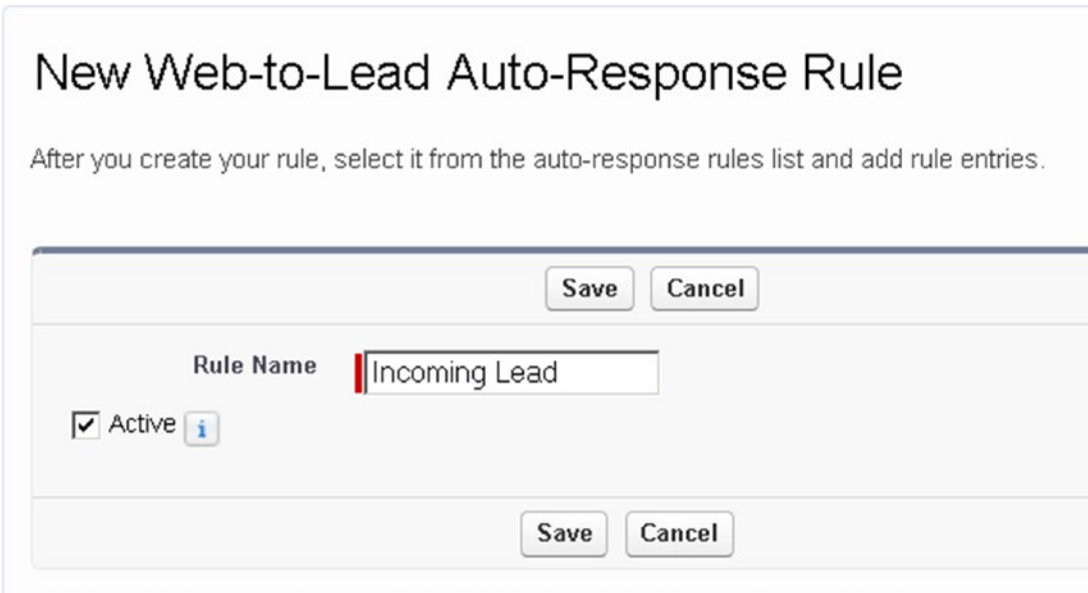 New Web-to-Lead Auto-Response Rule
After you create your rule, select it from the auto-response rules list and add rule entries.
Save Cancel
Rule Name Incoming Lead
Active i
Save Cancel